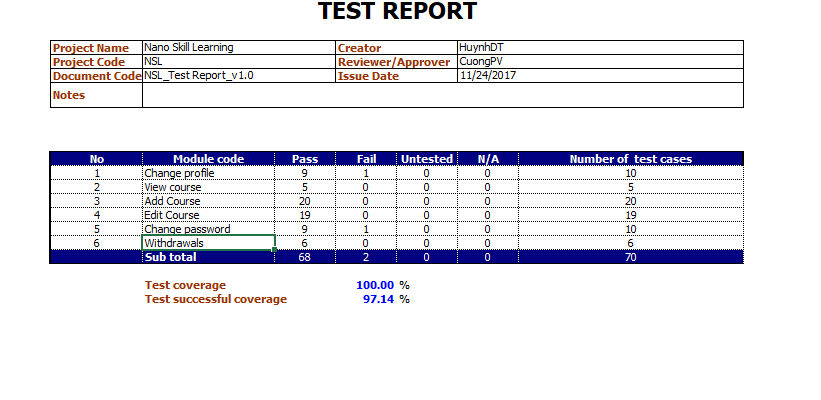 TEST REPORT
Project Name Nano Skill Learning Creator HuynhDT
Project Code NSL Reviewer/Approver CuongPV
Document Code NSL_Test Report_v1.0 Issue Date 11/24/2017
Notes
No Module code Pass Fail Untested N/A Number of test cases
1 Change profile 9 1 0 0 10
2 View course 5 0 0 0 5
3 Add Course 20 0 0 0 20
4 Edit Course 19 0 0 0 19
5 Change password 9 1 0 0 10
6 Withdrawals 6 0 0 0 6
Sub total 68 2 0 0 70
Test coverage 100.00 %
Test successful coverage 97.14 %